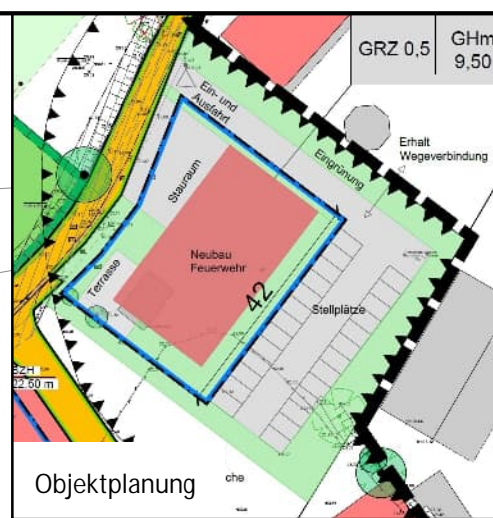 GRZ 0,5
GHm
9,50
Ein- und
Ausfahrt
Erhalt
Wegeverbindung
Eingrünung
Stauraum
Neubau
Feuerwehr
Terrasse
42
Stellplätze
BZH
22.50 m
Objektplanung
che